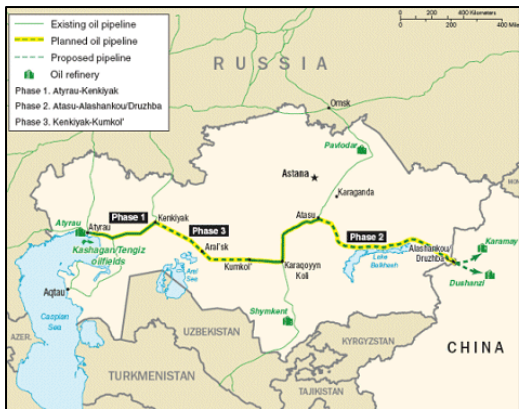 Existing oil pipeline
Planned oil pipeline
Proposed pipeline
Oil refinery
Phase 1. Atyrau-Kenkiyak
Phase 2. Atasu-Alashankou/Druzhba
Phase 3. Kenkiyak-Kumkol'
0 200 400 Kilometers
0 200 400 Miles
RUSSIA
Omsk
Pavlodar
Astana
Karaganda
Atyrau
Atyrau
Phase 1
Kenkiyak
Phase 3
Atasu
Phase 2
Kashagan/Tengiz
oilfields
Aral'sk
Kumkol'
Karaqoyyn
Koli
Lake
Balkhash
Alashankou/
Druzhba
Karamay
Dushanzi
Aqtau
Aral
Sea
Shymkent
Caspian
Sea
UZBEKISTAN
KYRGYZSTAN
CHINA
AZER.
TURKMENISTAN
TAJIKISTAN